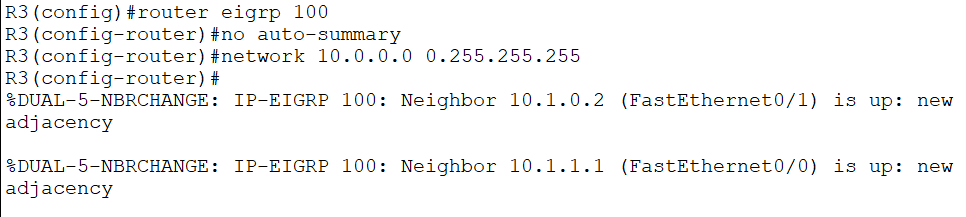 R3(config)#router eigrp 100
R3(config-router)#no auto-summary
R3(config-router)#network 10.0.0.0 0.255.255.255
R3(config-router)#
%DUAL-5-NBRCHANGE: IP-EIGRP 100: Neighbor 10.1.0.2 (FastEthernet0/1) is up: new
adjacency
%DUAL-5-NBRCHANGE: IP-EIGRP 100: Neighbor 10.1.1.1 (FastEthernet0/0) is up: new
adjacency